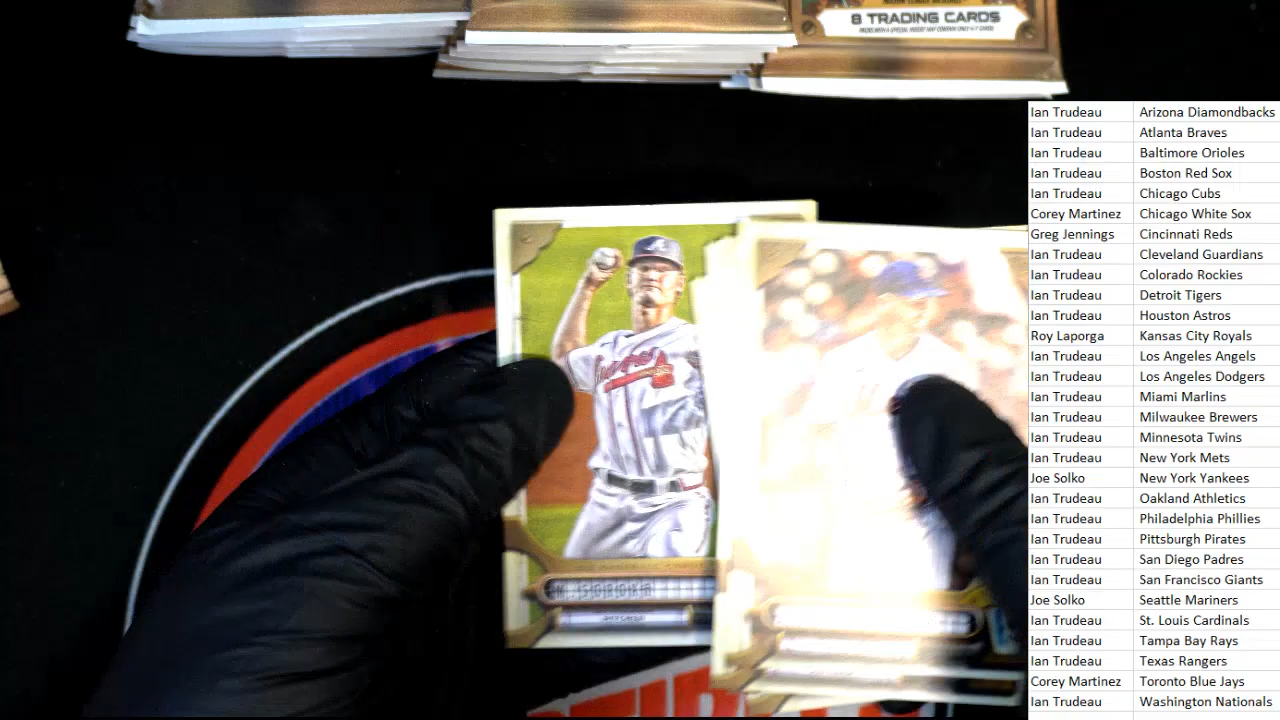 8 TRADING CARDS
Ian Trudeau Arizona Diamondbacks
Ian Trudeau Atlanta Braves
Ian Trudeau Baltimore Orioles
Ian Trudeau Boston Red Sox
Ian Trudeau Chicago Cubs
Corey Martinez Chicago White Sox
Greg Jennings Cincinnati Reds
Ian Trudeau Cleveland Guardians
Ian Trudeau Colorado Rockies
Ian Trudeau Detroit Tigers
Ian Trudeau Houston Astros
Roy Laporga Kansas City Royals
Ian Trudeau Los Angeles Angels
Ian Trudeau Los Angeles Dodgers
Ian Trudeau Miami Marlins
Ian Trudeau Milwaukee Brewers
Ian Trudeau Minnesota Twins
Ian Trudeau New York Mets
Joe Solko New York Yankees
Ian Trudeau Oakland Athletics
Ian Trudeau Philadelphia Phillies
Ian Trudeau Pittsburgh Pirates
Ian Trudeau San Diego Padres
Ian Trudeau San Francisco Giants
Joe Solko Seattle Mariners
Ian Trudeau St. Louis Cardinals
Ian Trudeau Tampa Bay Rays
Ian Trudeau Texas Rangers
Corey Martinez Toronto Blue Jays
Ian Trudeau Washington Nationals
Braves
M. SOROKA
PITCHER